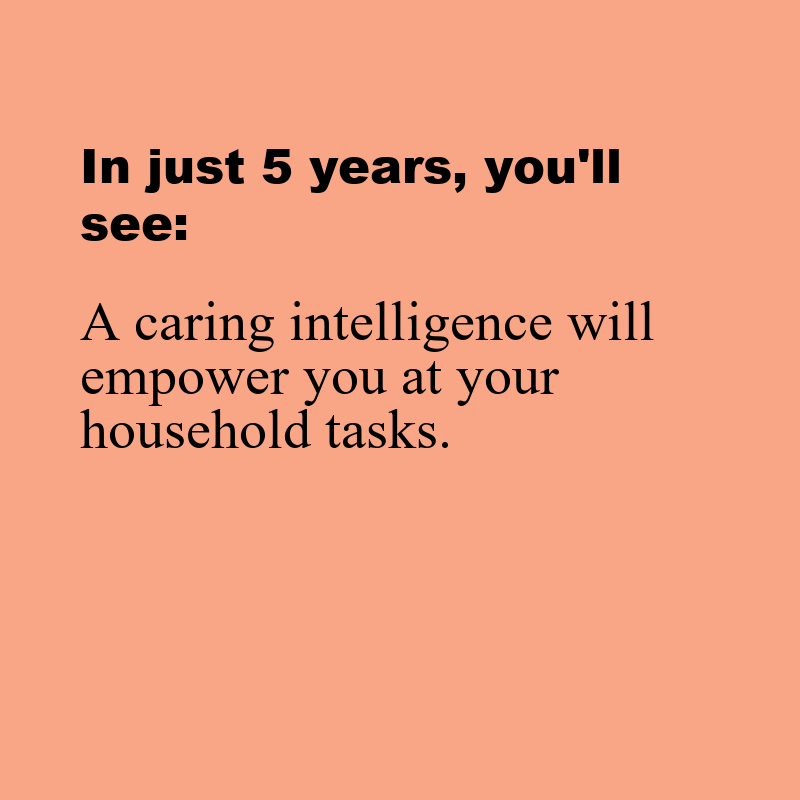 In just 5 years, you'll
see:
A caring intelligence will
empower you at your
household tasks.